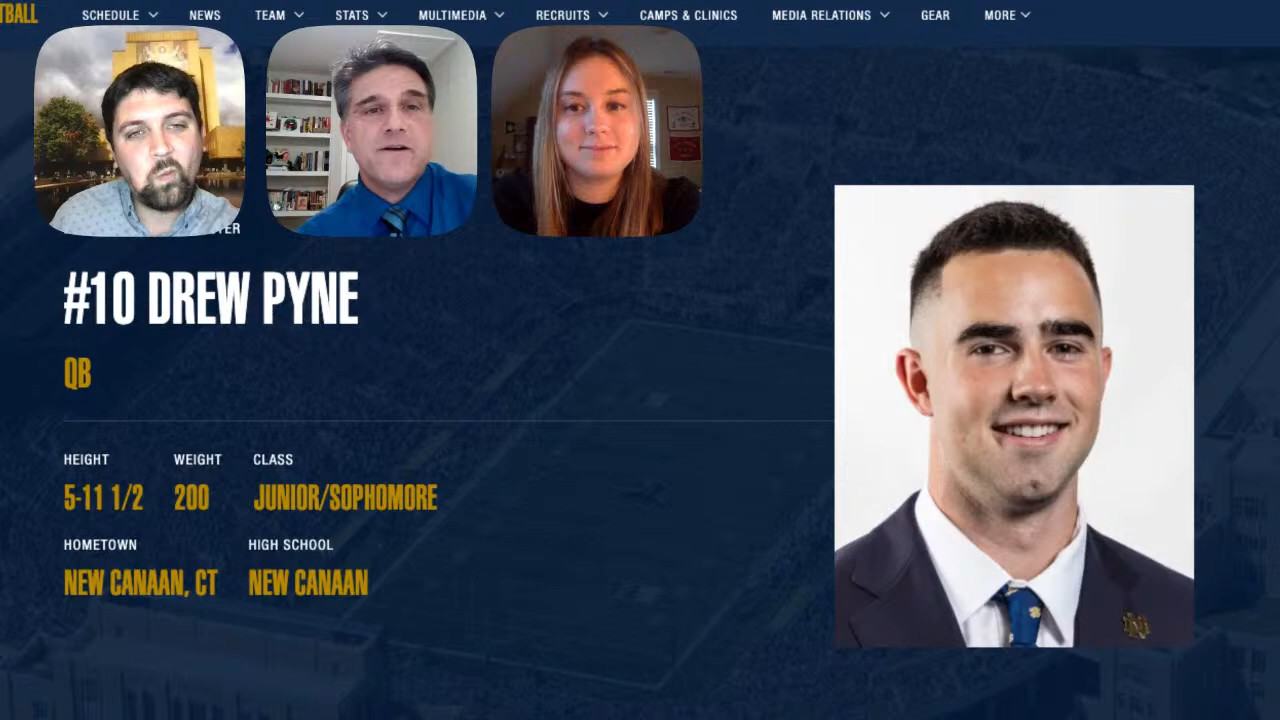 TBALL SCHEDULE NEWS TEAM STATS MULTIMEDIA RECRUITS CAMPS & CLINICS MEDIA RELATIONS GEAR MORE
#10 DREW PYNE
QB
HEIGHT WEIGHT CLASS
5-11 1/2 200 JUNIOR/SOPHOMORE
HOMETOWN HIGH SCHOOL
NEW CANAAN, CT NEW CANAAN